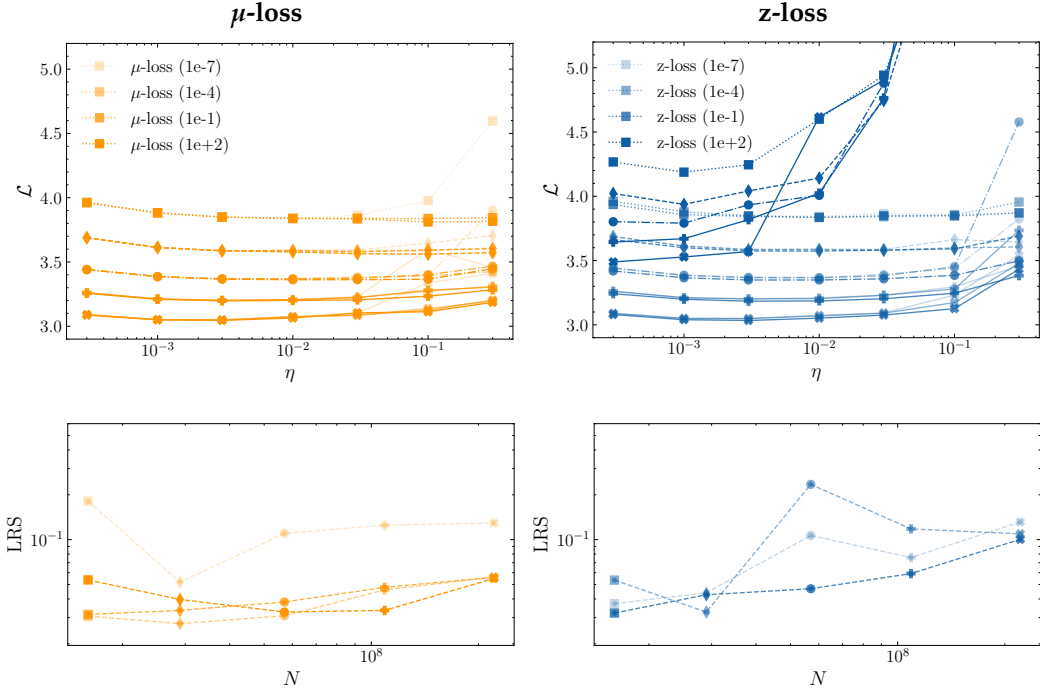 μ-loss
z-loss
5.0
4.5
4.0
3.5
3.0
ℒ
μ-loss (1e-7)
μ-loss (1e-4)
μ-loss (1e-1)
μ-loss (1e+2)
10⁻³
10⁻²
10⁻¹
η
5.0
4.5
4.0
3.5
3.0
ℒ
z-loss (1e-7)
z-loss (1e-4)
z-loss (1e-1)
z-loss (1e+2)
10⁻³
10⁻²
10⁻¹
η
LRS
10⁻¹
10⁸
N
LRS
10⁻¹
10⁸
N